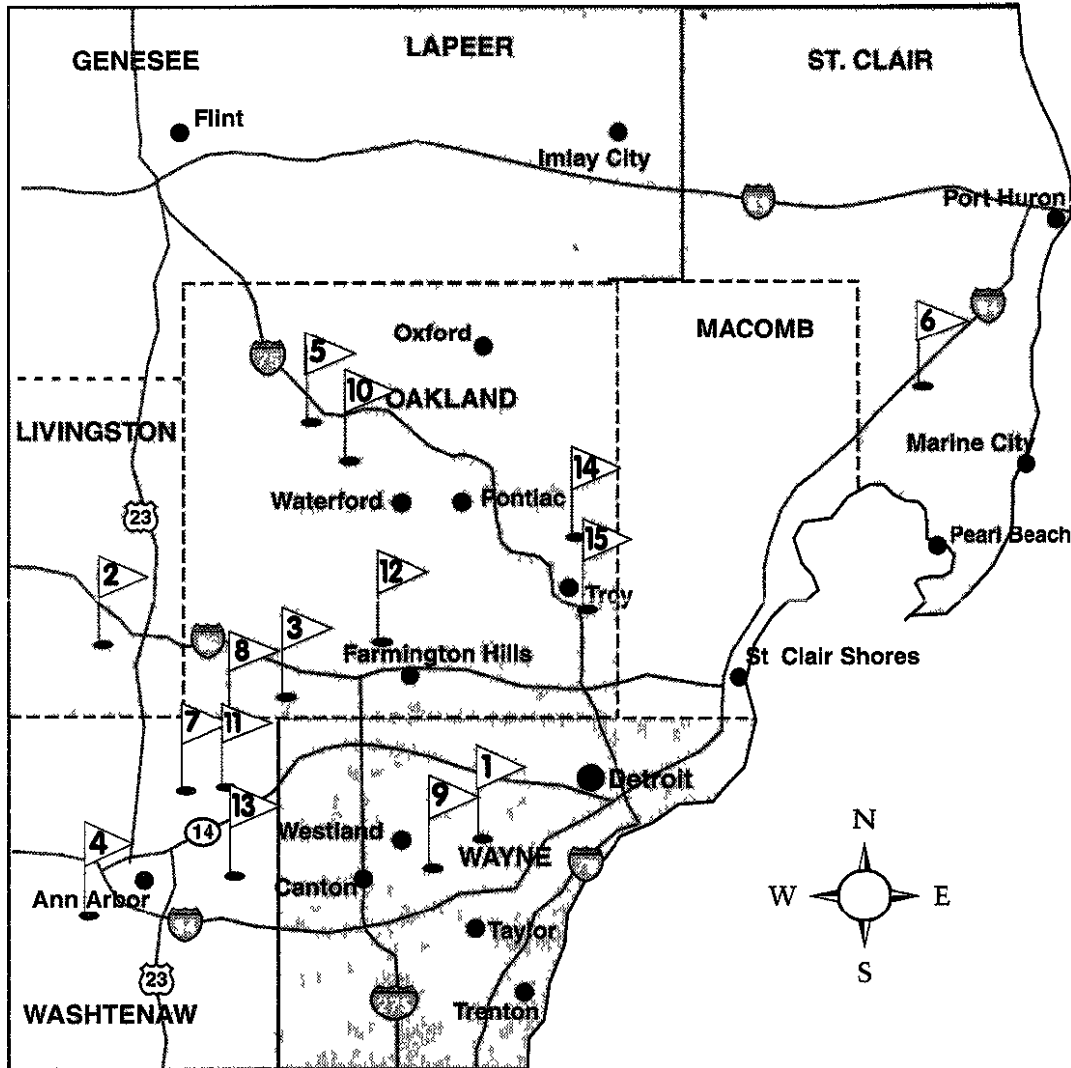 GENESEE
LAPEER
ST. CLAIR
Flint
Imlay City
Port Huron
6
MACOMB
Oxford
5
10
OAKLAND
LIVINGSTON
Marine City
14
Waterford
Pontiac
23
15
Pearl Beach
2
12
Troy
3
8
Farmington Hills
St Clair Shores
7
11
1
Detroit
9
13
14
Westland
4
WAYNE
Canton
Ann Arbor
N
W
E
S
Taylor
23
Trenton
WASHTENAW